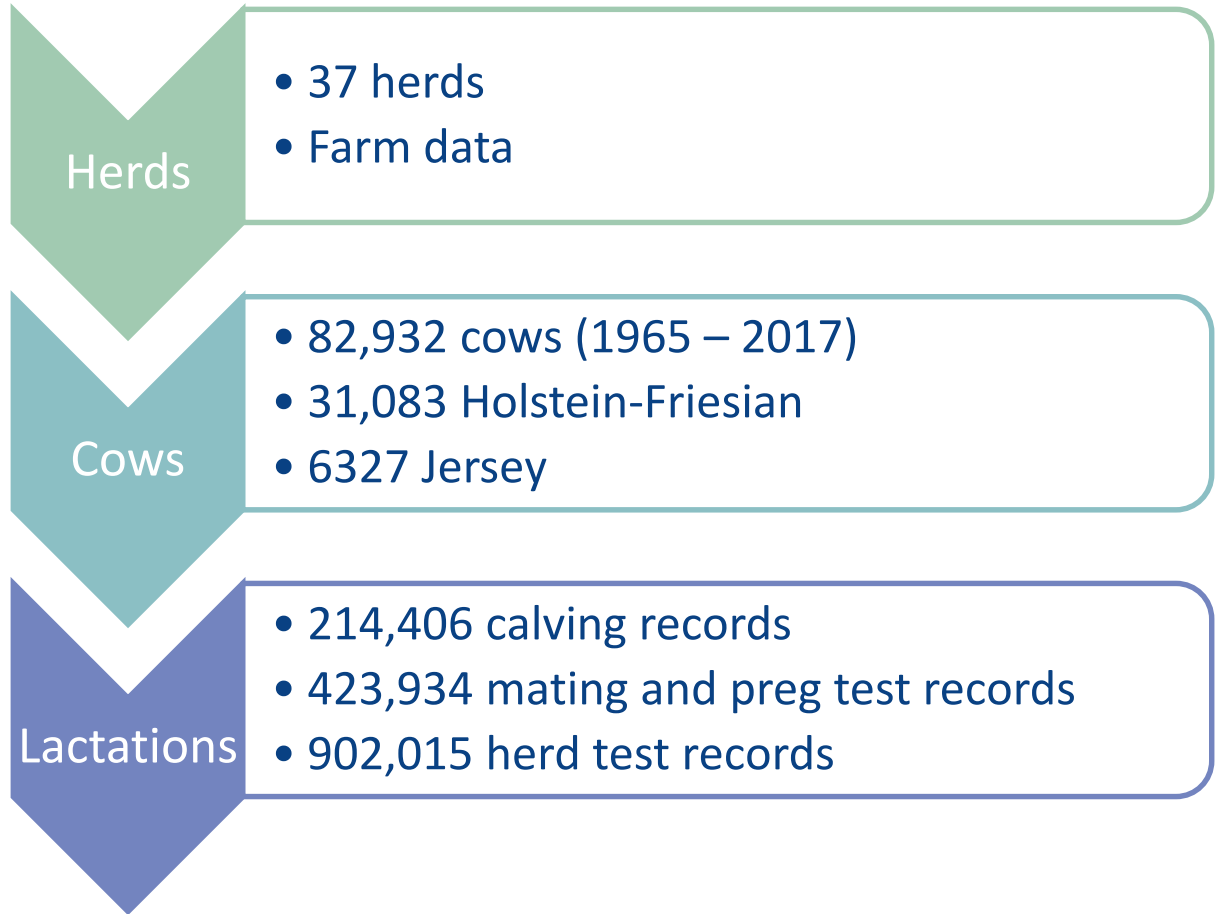 Herds
• 37 herds
• Farm data
Cows
• 82,932 cows (1965 – 2017)
• 31,083 Holstein-Friesian
• 6327 Jersey
Lactations
• 214,406 calving records
• 423,934 mating and preg test records
• 902,015 herd test records